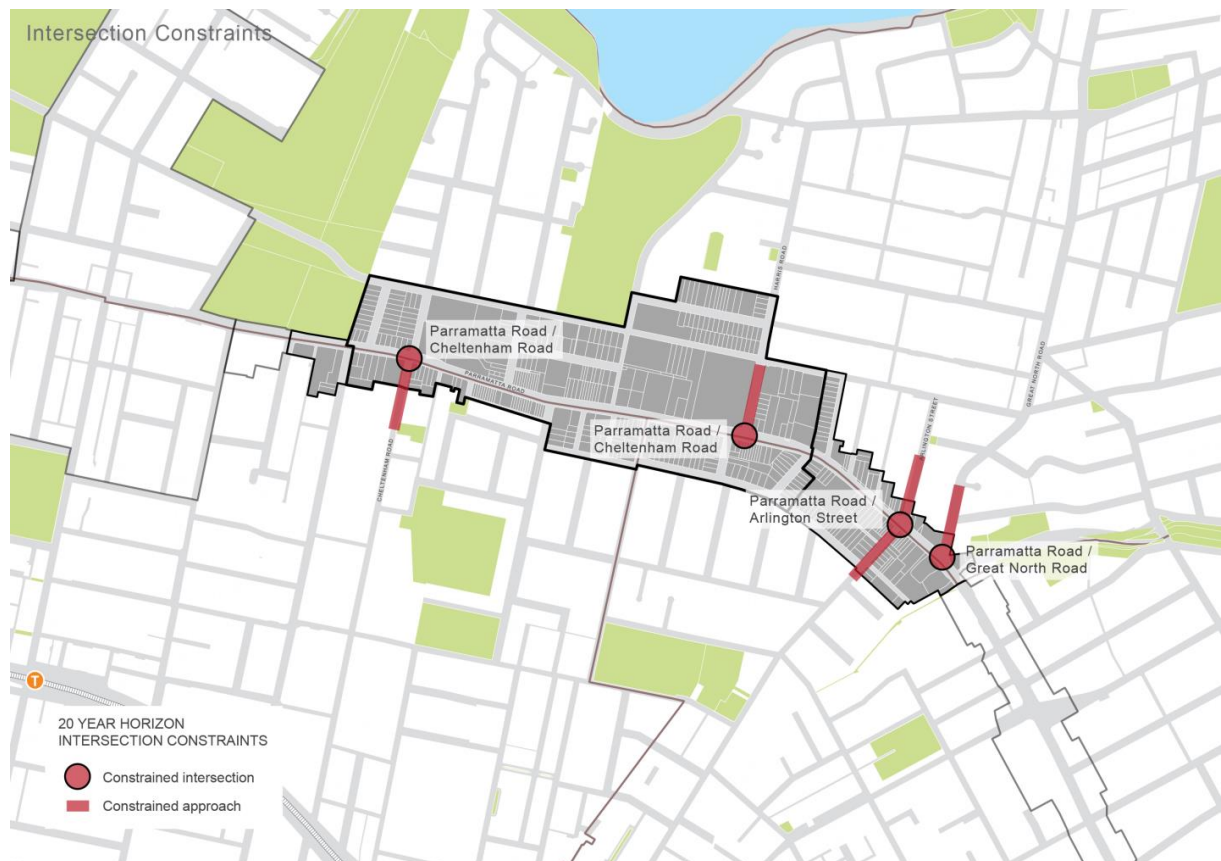 Intersection Constraints
HARRIS ROAD
Parramatta Road /
Cheltenham Road
GREAT NORTH ROAD
PARRAMATTA ROAD
Parramatta Road /
Cheltenham Road
CHELTENHAM ROAD
STREET
Parramatta Road /
Arlington Street
Parramatta Road /
Great North Road
T
20 YEAR HORIZON
INTERSECTION CONSTRAINTS
Constrained intersection
Constrained approach